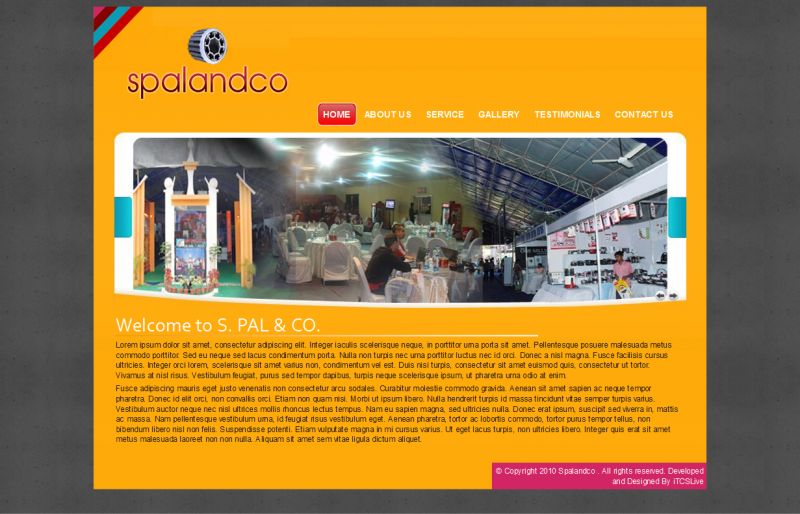 spalandco
HOME ABOUT US SERVICE GALLERY TESTIMONIALS CONTACT US
Welcome to S. PAL & CO.
Lorem ipsum dolor sit amet, consectetur adipiscing elit. Integer iaculis scelerisque neque, in porttitor urna porta sit amet. Pellentesque posuere malesuada metus
commodo porttitor. Sed eu neque sed lacus condimentum porta. Nulla non turpis nec urna porttitor luctus nec id orci. Donec a nisl magna. Fusce facilisis cursus
ultricies. Integer orci lorem, scelerisque sit amet varius non, condimentum vel est. Duis nisi turpis, consectetur sit amet euismod quis, consectetur ut tortor.
Vivamus at nisl risus. Vestibulum feugiat, purus sed tempor dapibus, turpis neque scelerisque ipsum, ut pharetra urna odio at enim.
Fusce adipiscing mauris eget justo venenatis non consectetur arcu sodales. Curabitur molestie commodo gravida. Aenean sit amet sapien ac neque tempor
pharetra. Donec id elit orci, non convallis orci. Etiam non quam nisi. Morbi ut ipsum libero. Nulla hendrerit turpis id massa tincidunt vitae semper turpis varius.
Vestibulum auctor neque nec nisl ultrices mollis rhoncus lectus tempus. Nam eu sapien magna, sed ultricies nulla. Donec erat ipsum, suscipit sed viverra in, mattis
ac massa. Nam pellentesque vestibulum urna, id feugiat risus vestibulum eget. Aenean pharetra, tortor ac lobortis commodo, tortor purus tempor tellus, non
bibendum libero nisl non felis. Suspendisse potenti. Etiam vulputate magna in mi cursus varius. Ut eget lacus turpis, non ultricies libero. Integer quis erat sit amet
metus malesuada laoreet non non nulla. Aliquam sit amet sem vitae ligula dictum aliquet.
© Copyright 2010 Spalandco . All rights reserved. Developed
and Designed By iTCSLive